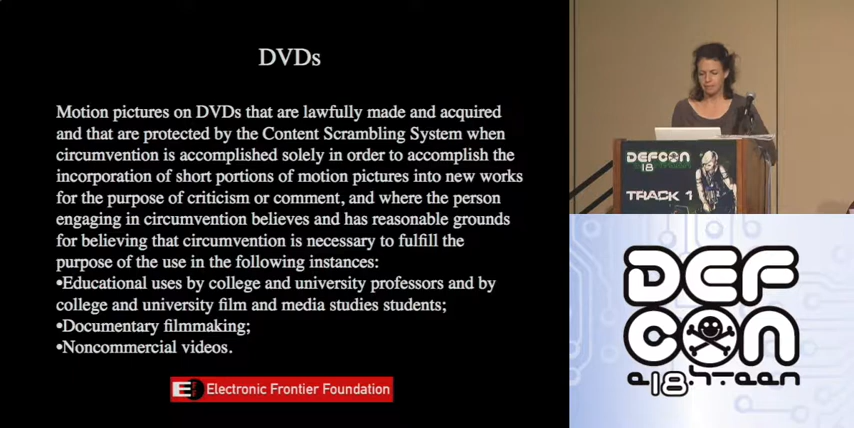 DVDs
Motion pictures on DVDs that are lawfully made and acquired
and that are protected by the Content Scrambling System when
circumvention is accomplished solely in order to accomplish the
incorporation of short portions of motion pictures into new works
for the purpose of criticism or comment, and where the person
engaging in circumvention believes and has reasonable grounds
for believing that circumvention is necessary to fulfill the
purpose of the use in the following instances:
•Educational uses by college and university professors and by
college and university film and media studies students;
•Documentary filmmaking;
•Noncommercial videos.
E Electronic Frontier Foundation
DEFCON
18
TRACK 1
DEF
CON
e18h-teen